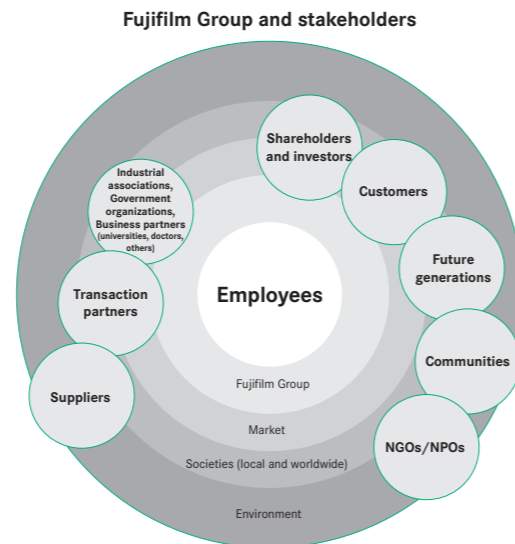 Fujifilm Group and stakeholders
Shareholders
and investors
Industrial
associations,
Government
organizations,
Business partners
(universities, doctors,
others)
Customers
Future
generations
Transaction
partners
Employees
Communities
Suppliers
Fujifilm Group
Market
NGOs/NPOs
Societies (local and worldwide)
Environment